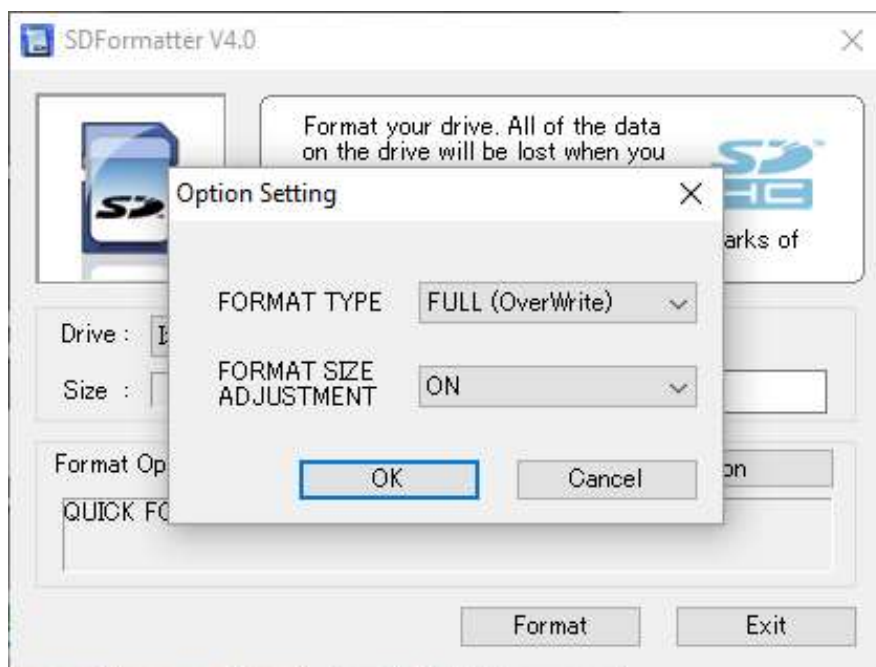 SDFormatter V4.0
Format your drive. All of the data
on the drive will be lost when you
SD
HC
arks of
Option Setting
FORMAT TYPE
FULL (OverWrite)
FORMAT SIZE
ADJUSTMENT
ON
OK
Cancel
Drive :
Size :
Format Op
on
QUICK FO
Format
Exit